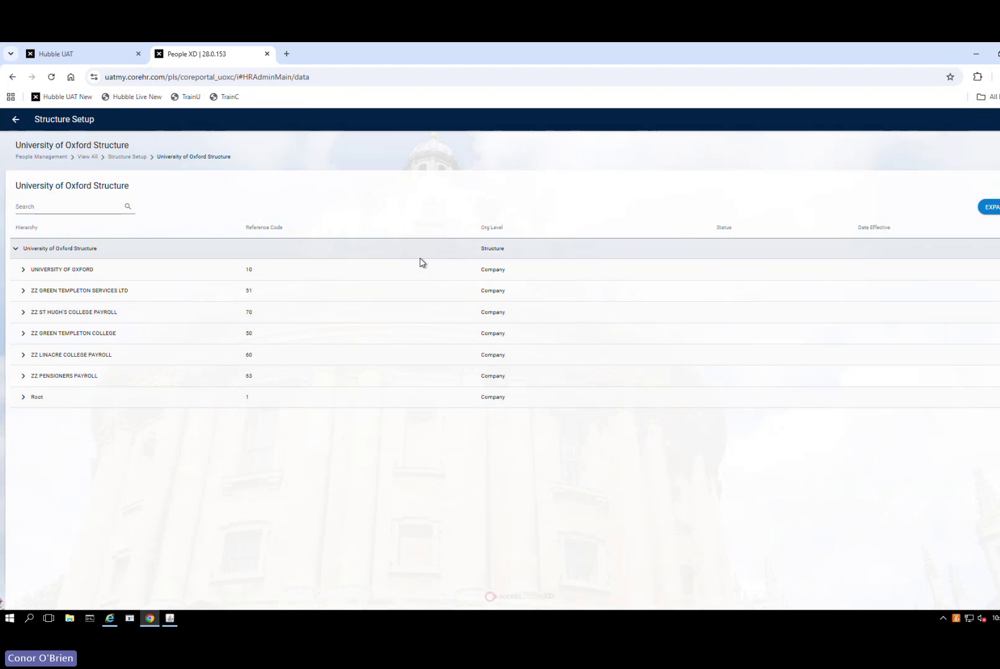 Hubble UAT
People XD | 28.0.153
uatmy.corehr.com/pls/coreportal_uoxc/i#HRAdminMain/data
Hubble UAT New Hubble Live New TrainU TrainC All
Structure Setup
University of Oxford Structure
People Management > View All > Structure Setup > University of Oxford Structure
University of Oxford Structure
Search
EXPA
Hierarchy Reference Code Org Level Status Date Effective
University of Oxford Structure Structure
UNIVERSITY OF OXFORD 10 Company
ZZ GREEN TEMPLETON SERVICES LTD 51 Company
ZZ ST HUGH'S COLLEGE PAYROLL 70 Company
ZZ GREEN TEMPLETON COLLEGE 50 Company
ZZ LINACRE COLLEGE PAYROLL 60 Company
ZZ PENSIONERS PAYROLL 63 Company
Root 1 Company
access PeopleXD
10:
Conor O'Brien